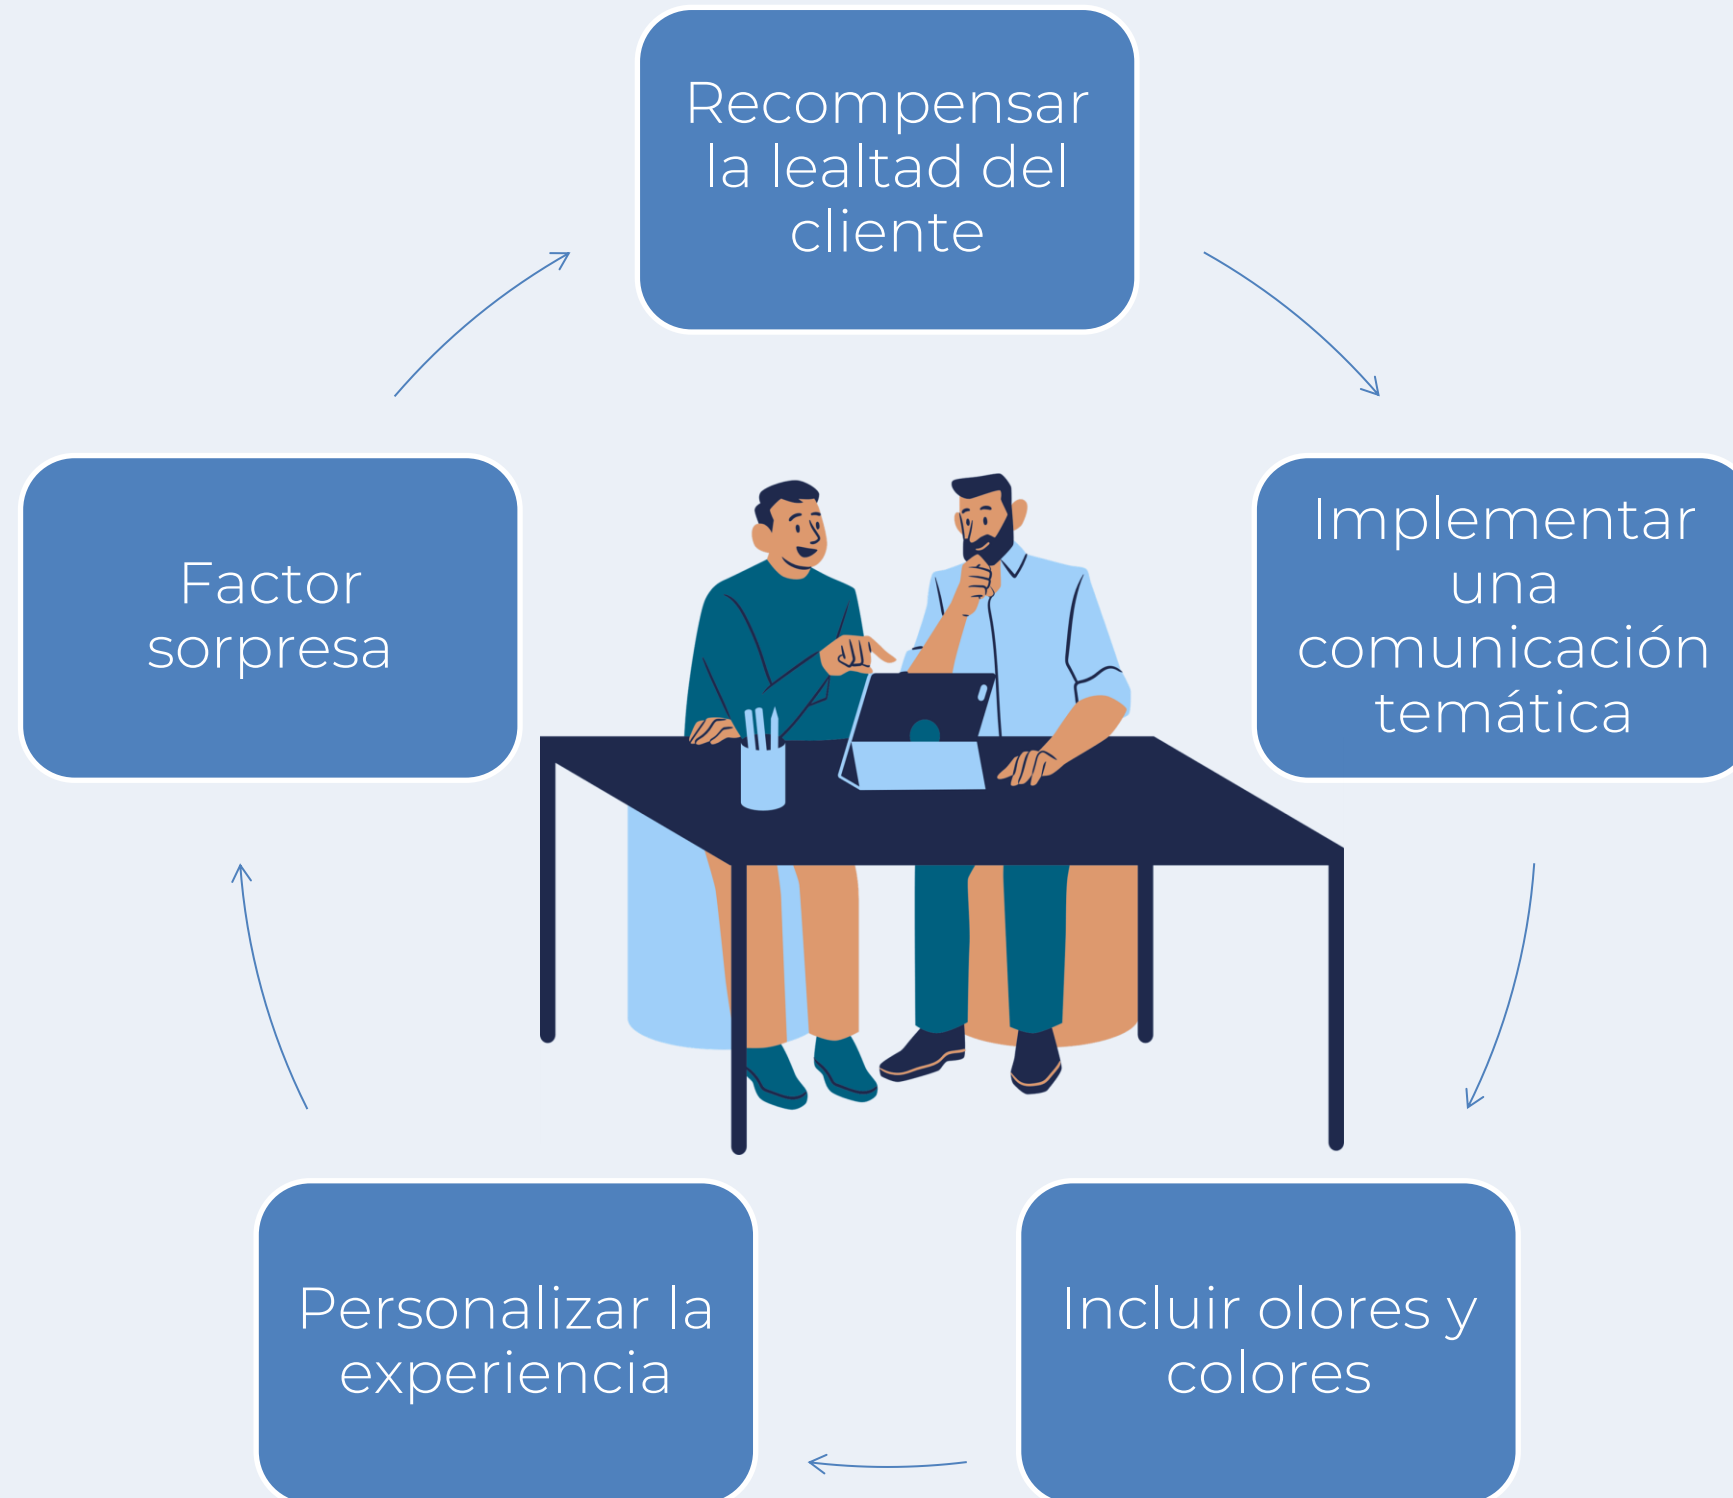 Recompensar
la lealtad del
cliente
Implementar
una
comunicación
temática
Incluir olores y
colores
Personalizar la
experiencia
Factor
sorpresa